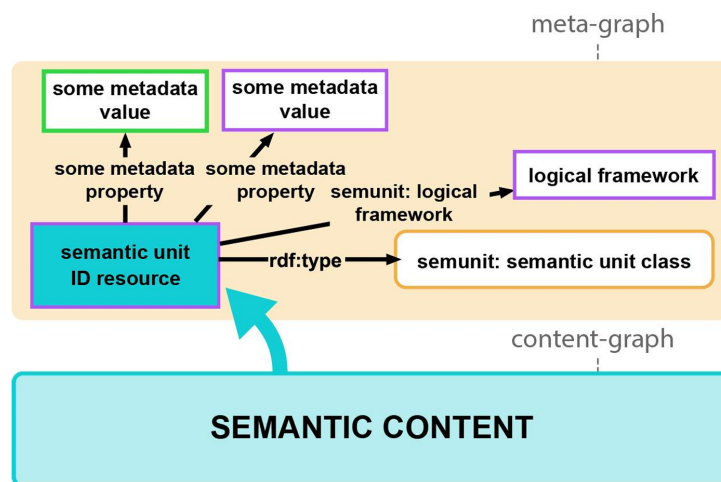 meta-graph
some metadata
value
some metadata
value
some metadata
property
some metadata
property
semunit: logical
framework
logical framework
semantic unit
ID resource
rdf:type
semunit: semantic unit class
content-graph
SEMANTIC CONTENT